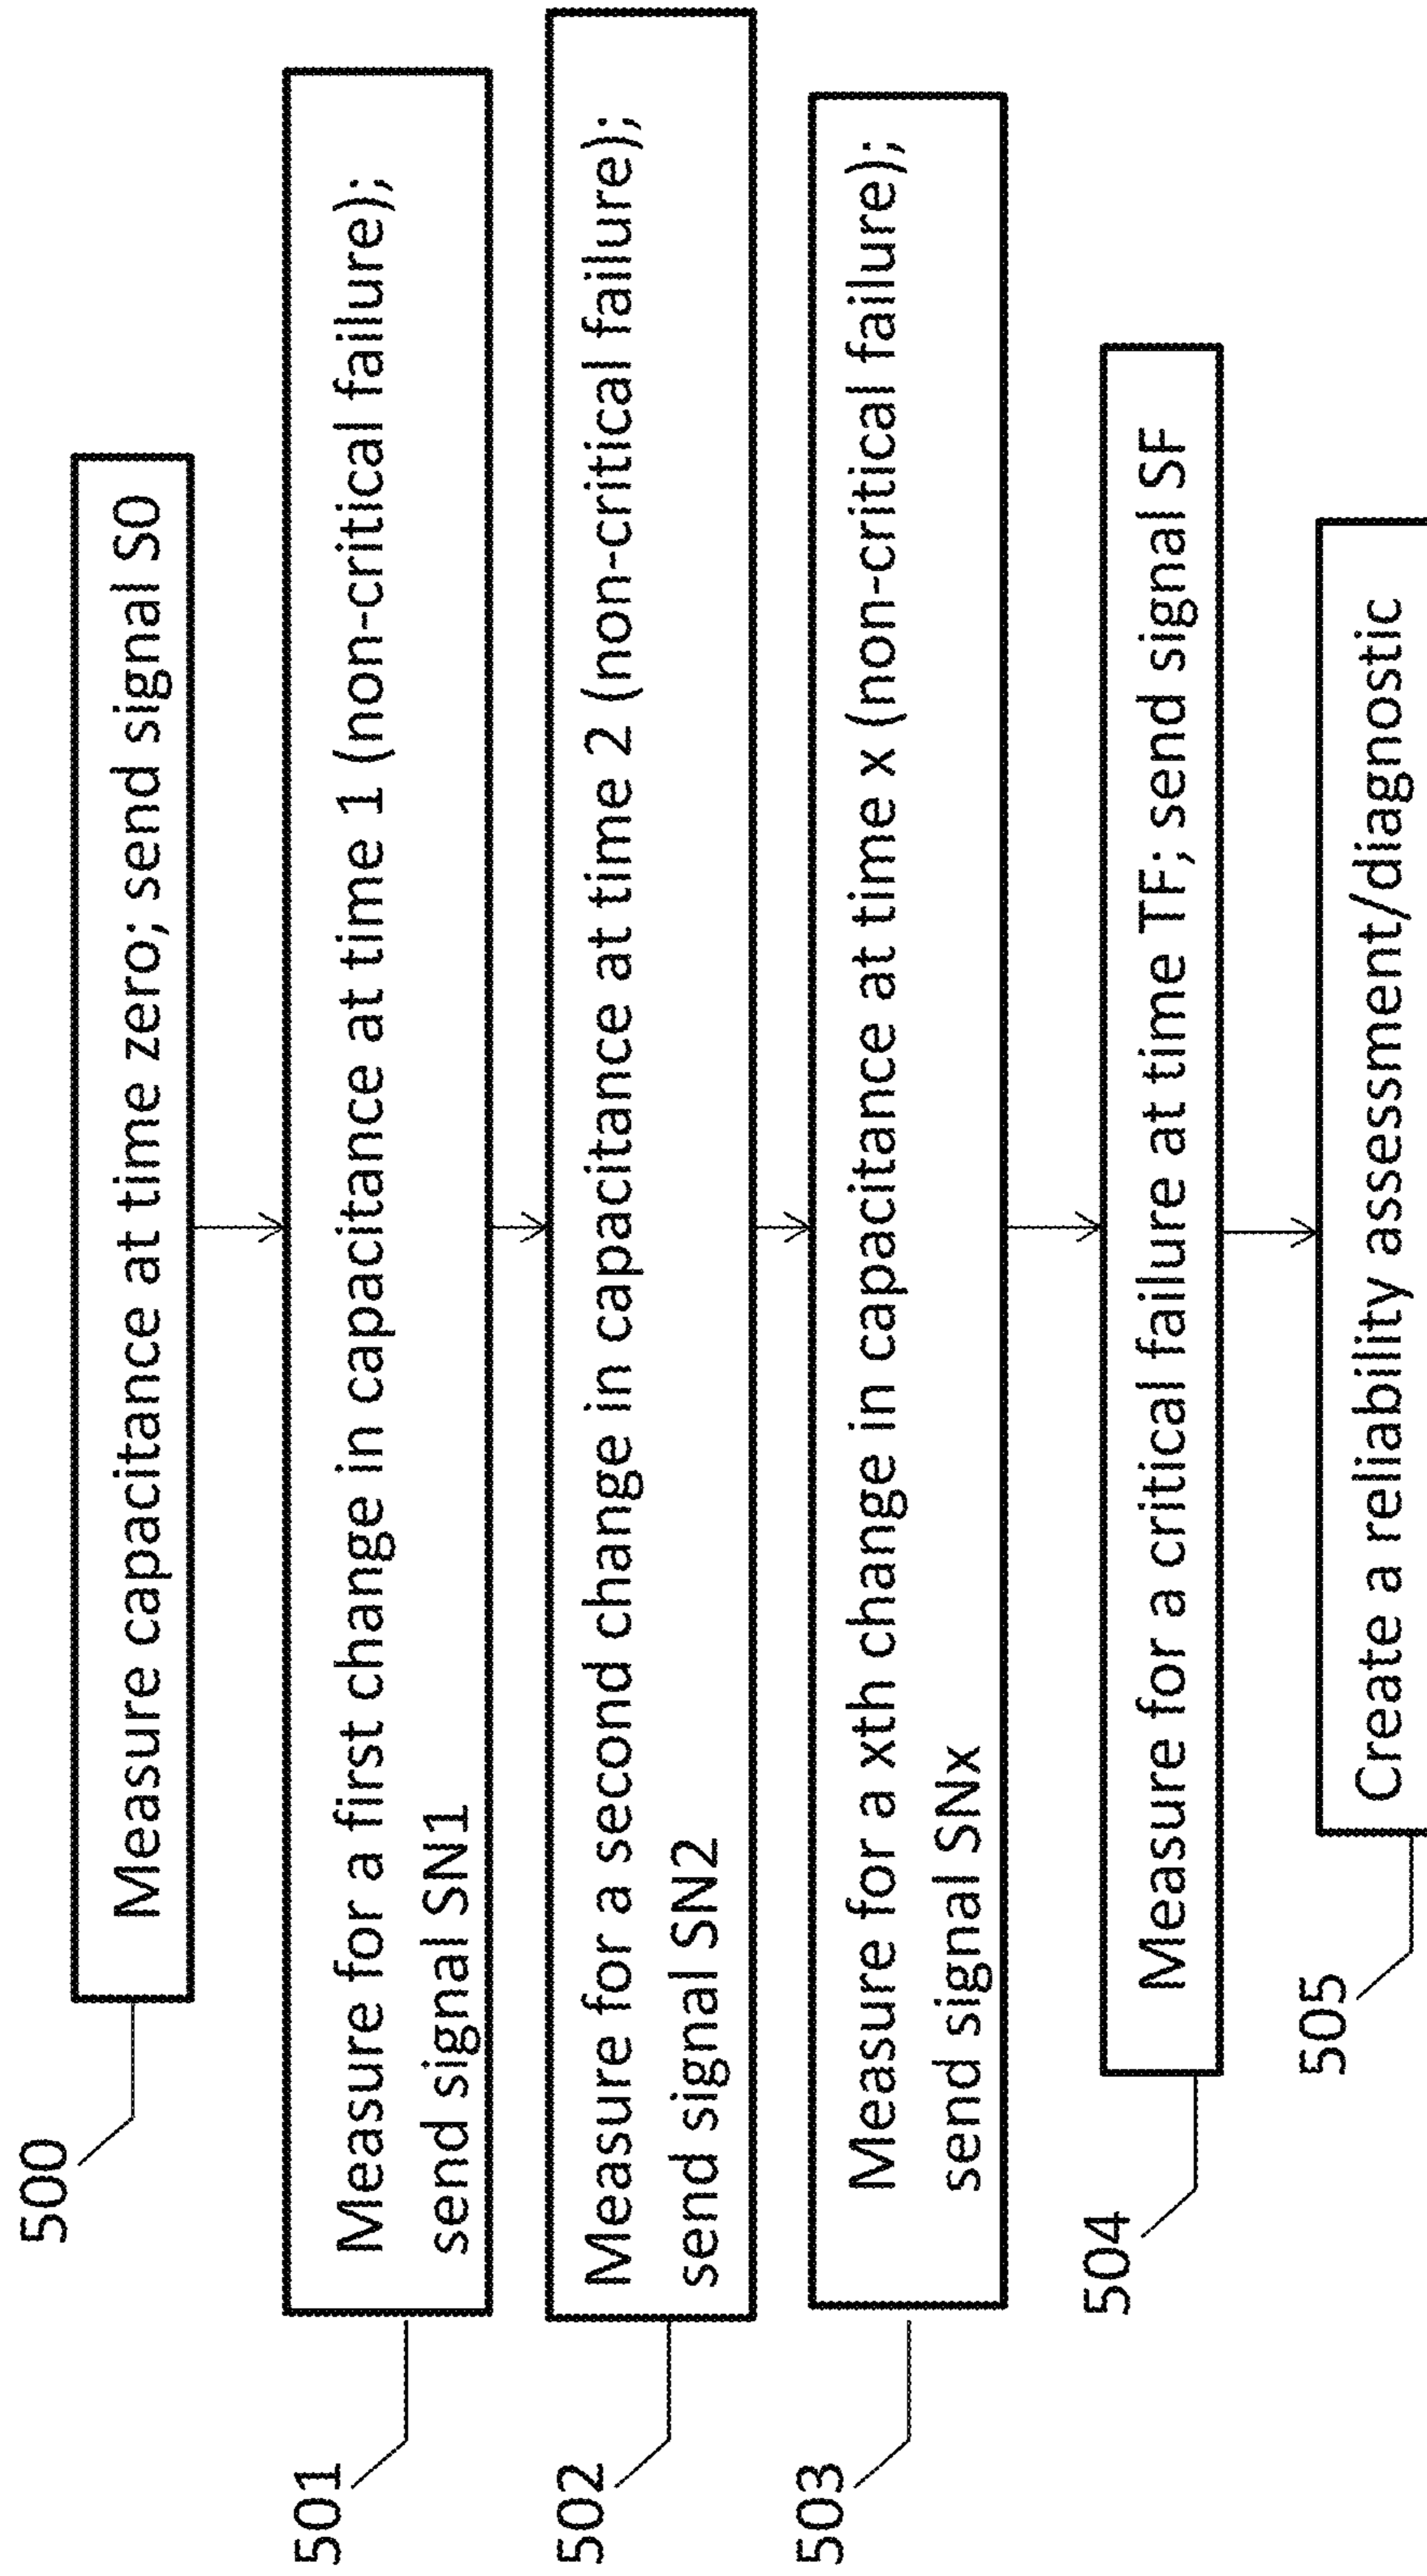 500
Measure capacitance at time zero; send signal S0
501
Measure for a first change in capacitance at time 1 (non-critical failure);
send signal SN1
502
Measure for a second change in capacitance at time 2 (non-critical failure);
send signal SN2
503
Measure for a xth change in capacitance at time x (non-critical failure);
send signal SNx
504
Measure for a critical failure at time TF; send signal SF
505
Create a reliability assessment/diagnostic